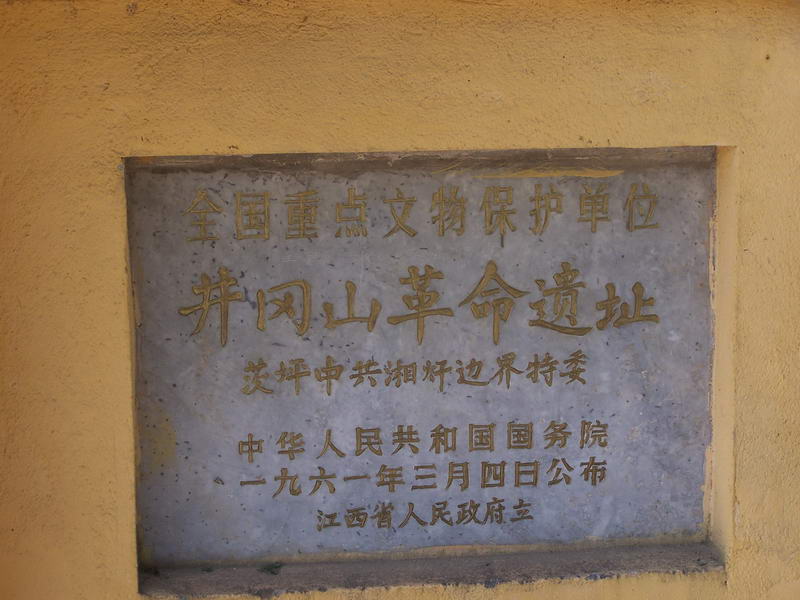 全国重点文物保护单位
井冈山革命遗址
茨坪中共湘赣边界特委
中华人民共和国国务院
一九六一年三月四日公布
江西省人民政府立